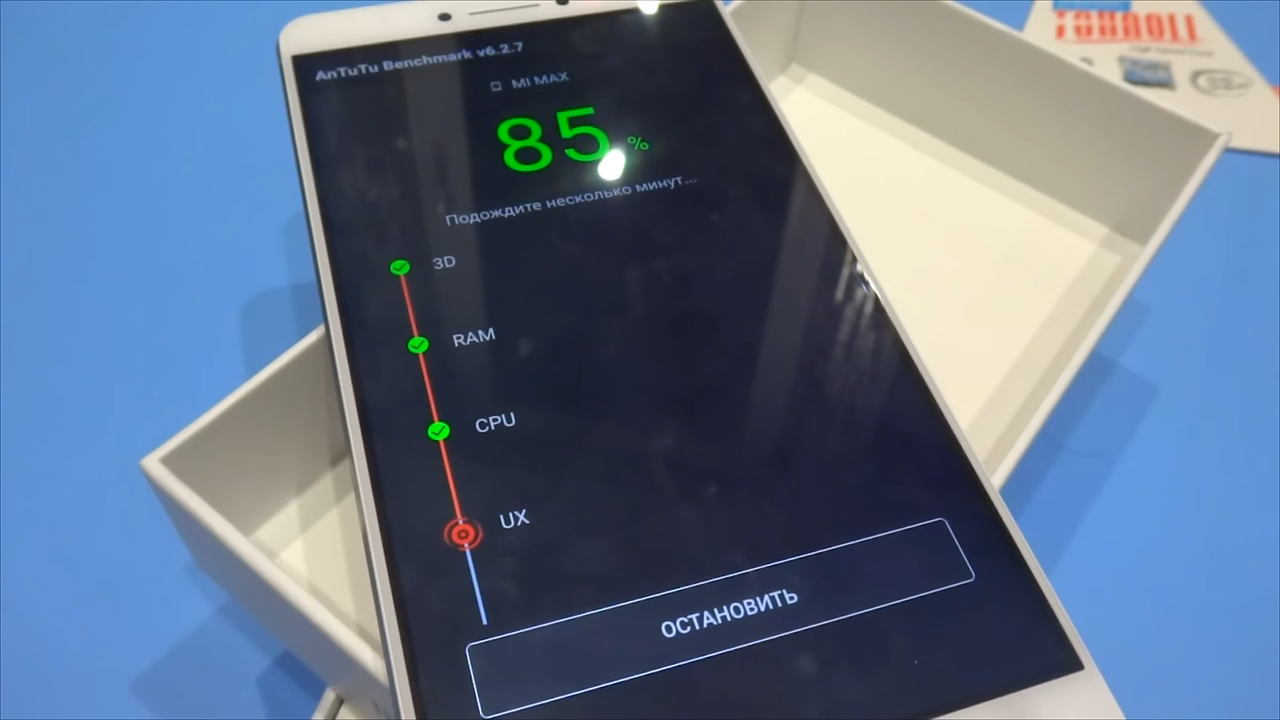 AnTuTu Benchmark v6.2.7
MI MAX
85 %
Подождите несколько минут...
3D
RAM
CPU
UX
ОСТАНОВИТЬ